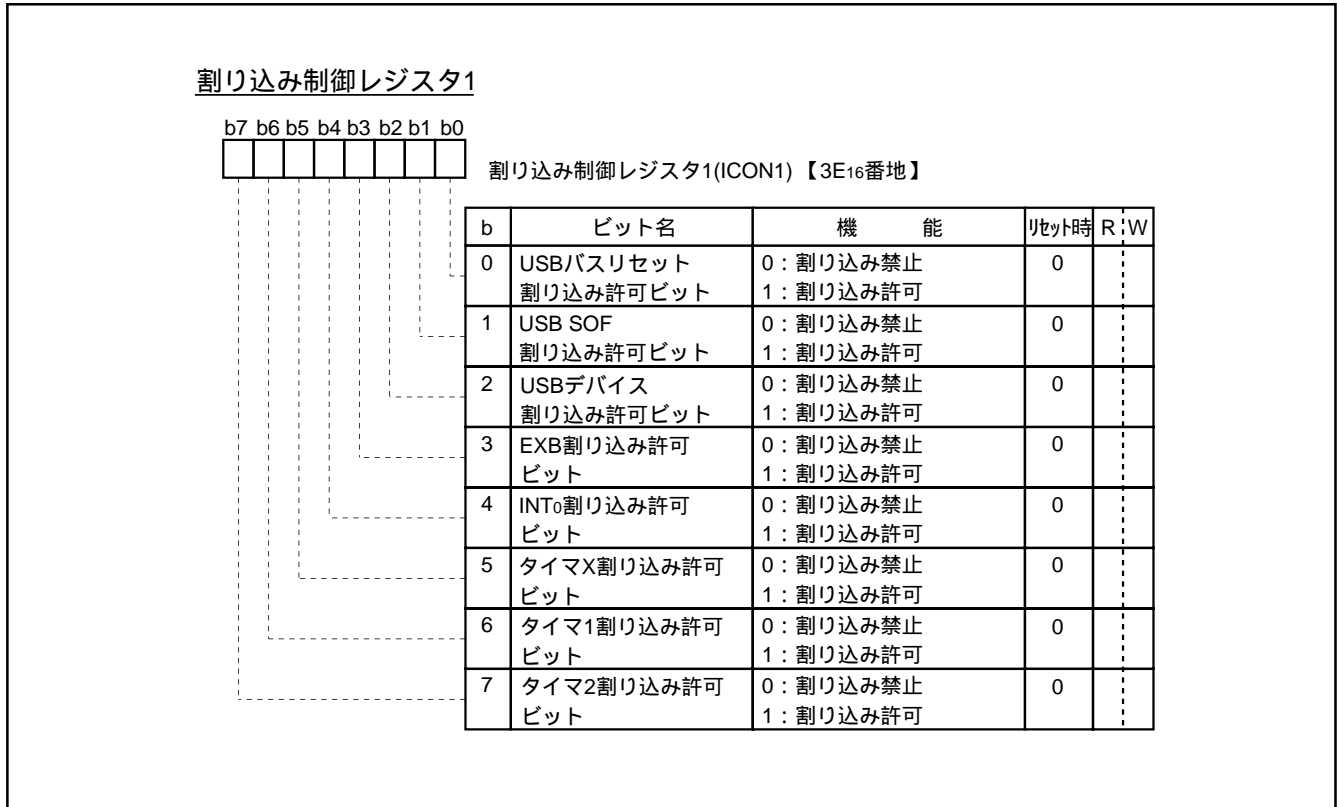 割り込み制御レジスタ1
b7 b6 b5 b4 b3 b2 b1 b0
割り込み制御レジスタ1(ICON1)【3E16番地】
b ビット名 機 能 リセット時 R W
0 USBバスリセット 0：割り込み禁止 0
割り込み許可ビット 1：割り込み許可
1 USB SOF 0：割り込み禁止 0
割り込み許可ビット 1：割り込み許可
2 USBデバイス 0：割り込み禁止 0
割り込み許可ビット 1：割り込み許可
3 EXB割り込み許可 0：割り込み禁止 0
ビット 1：割り込み許可
4 INT0割り込み許可 0：割り込み禁止 0
ビット 1：割り込み許可
5 タイマX割り込み許可 0：割り込み禁止 0
ビット 1：割り込み許可
6 タイマ1割り込み許可 0：割り込み禁止 0
ビット 1：割り込み許可
7 タイマ2割り込み許可 0：割り込み禁止 0
ビット 1：割り込み許可